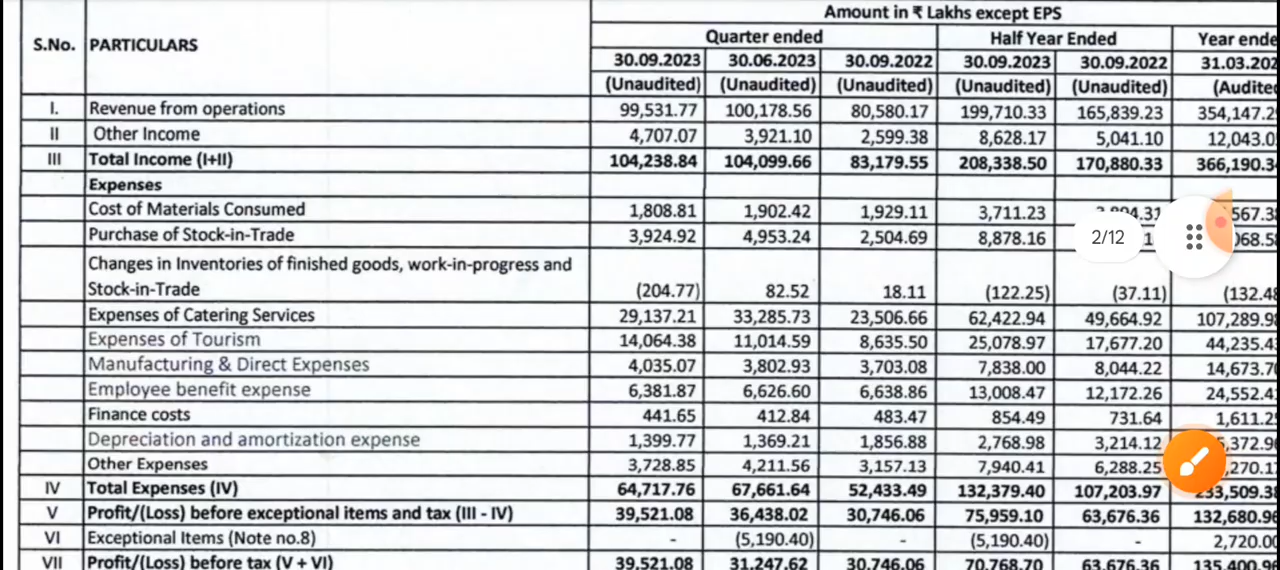 Amount in ₹ Lakhs except EPS
S.No. PARTICULARS Quarter ended Half Year Ended Year ende
30.09.2023 30.06.2023 30.09.2022 30.09.2023 30.09.2022 31.03.202
(Unaudited) (Unaudited) (Unaudited) (Unaudited) (Unaudited) (Audite
I. Revenue from operations 99,531.77 100,178.56 80,580.17 199,710.33 165,839.23 354,147.2
II Other Income 4,707.07 3,921.10 2,599.38 8,628.17 5,041.10 12,043.0
III Total Income (I+II) 104,238.84 104,099.66 83,179.55 208,338.50 170,880.33 366,190.3
Expenses
Cost of Materials Consumed 1,808.81 1,902.42 1,929.11 3,711.23 567.3
Purchase of Stock-in-Trade 3,924.92 4,953.24 2,504.69 8,878.16 2/12 068.5
Changes in Inventories of finished goods, work-in-progress and
Stock-in-Trade (204.77) 82.52 18.11 (122.25) (37.11) (132.48
Expenses of Catering Services 29,137.21 33,285.73 23,506.66 62,422.94 49,664.92 107,289.9
Expenses of Tourism 14,064.38 11,014.59 8,635.50 25,078.97 17,677.20 44,235.4
Manufacturing & Direct Expenses 4,035.07 3,802.93 3,703.08 7,838.00 8,044.22 14,673.7
Employee benefit expense 6,381.87 6,626.60 6,638.86 13,008.47 12,172.26 24,552.4
Finance costs 441.65 412.84 483.47 854.49 731.64 1,611.2
Depreciation and amortization expense 1,399.77 1,369.21 1,856.88 2,768.98 3,214.12 5,372.9
Other Expenses 3,728.85 4,211.56 3,157.13 7,940.41 6,288.25 ,270.1
IV Total Expenses (IV) 64,717.76 67,661.64 52,433.49 132,379.40 107,203.97 233,509.3
V Profit/(Loss) before exceptional items and tax (III - IV) 39,521.08 36,438.02 30,746.06 75,959.10 63,676.36 132,680.9
VI Exceptional Items (Note no.8) - (5,190.40) - (5,190.40) - 2,720.0
VII Profit/(Loss) before tax (V + VI) 39,521.08 31,247.62 30,746.06 70,768.70 63,676.36 135,400.9